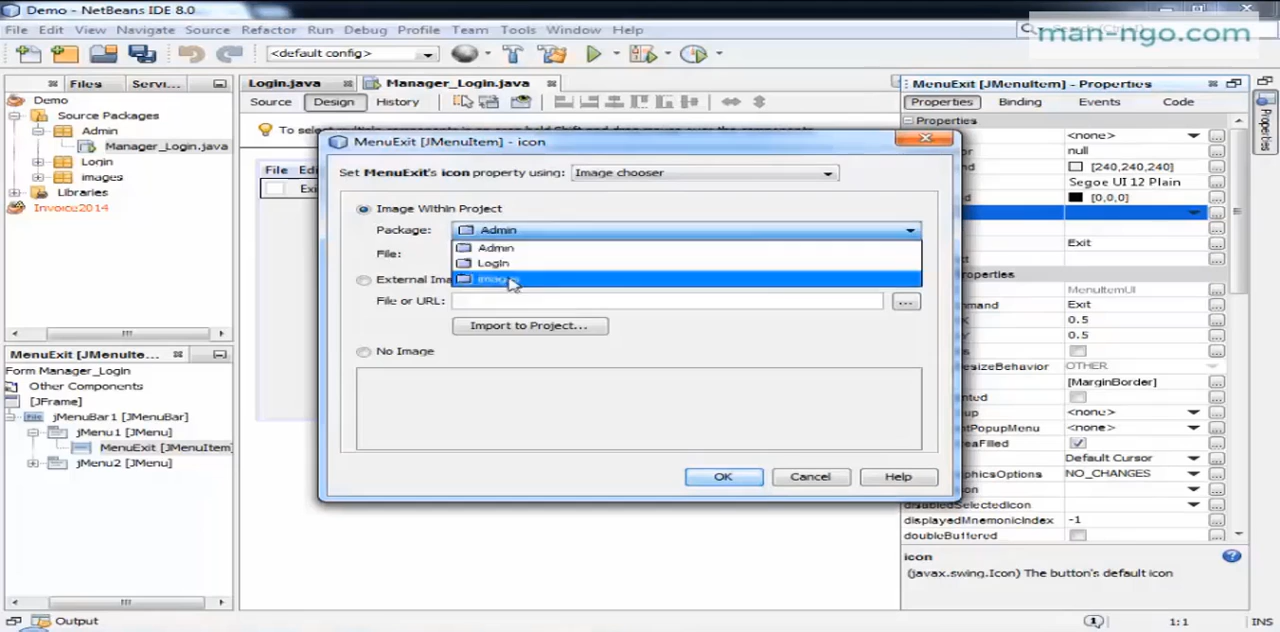 Demo - NetBeans IDE 8.0
man-ngo.com
File Edit View Navigate Source Refactor Run Debug Profile Team Tools Window Help
<default config>
Files Servi...
Login.java Manager_Login.java
MenuExit [JMenuItem] - Properties
Source Design History
Properties Binding Events Code
Demo
Source Packages
Admin
Manager_Login.java
Login
images
Libraries
Invoice2014
File
Exi
MenuExit [JMenuItem] - icon
Set MenuExit's icon property using: Image chooser
Image Within Project
Package: Admin
File:
Admin
Login
images
External Ima
File or URL:
...
Import to Project...
No Image
OK Cancel Help
Properties
<none>
null
[240,240,240]
Segoe UI 12 Plain
[0,0,0]
Exit
MenuItemUI
Exit
0.5
0.5
OTHER
[MarginBorder]
<none>
<none>
Default Cursor
NO_CHANGES
disabledSelectedIcon
displayedMnemonicIndex -1
doubleBuffered
icon
(javax.swing.Icon) The button's default icon
MenuExit [JMenuIte...
Form Manager_Login
Other Components
[JFrame]
jMenuBar1 [JMenuBar]
jMenu1 [JMenu]
MenuExit [JMenuItem]
jMenu2 [JMenu]
Output
1:1 INS
Properties